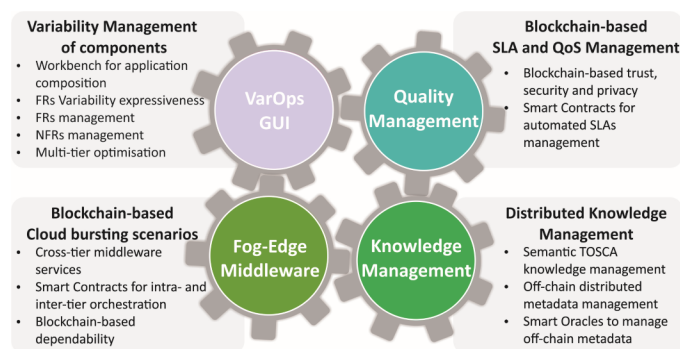 Variability Management
of components
• Workbench for application
composition
• FRs Variability expressiveness
• FRs management
• NFRs management
• Multi-tier optimisation
VarOps
GUI
Quality
Management
Blockchain-based
SLA and QoS Management
• Blockchain-based trust,
security and privacy
• Smart Contracts for
automated SLAs
management
Blockchain-based
Cloud bursting scenarios
• Cross-tier middleware
services
• Smart Contracts for intra- and
inter-tier orchestration
• Blockchain-based
dependability
Fog-Edge
Middleware
Knowledge
Management
Distributed Knowledge
Management
• Semantic TOSCA
knowledge management
• Off-chain distributed
metadata management
• Smart Oracles to manage
off-chain metadata